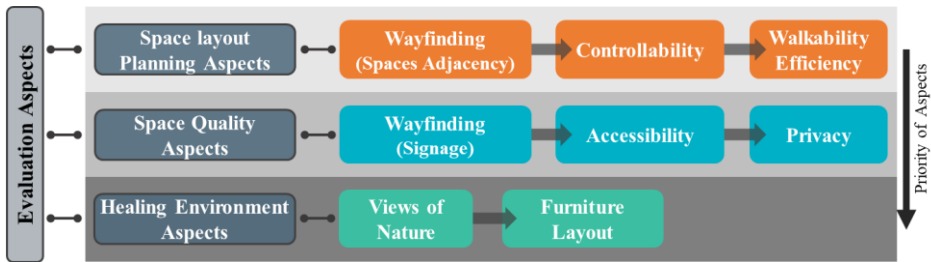 Evaluation Aspects
Space layout
Planning Aspects
Wayfinding
(Spaces Adjacency)
Controllability
Walkability
Efficiency
Space Quality
Aspects
Wayfinding
(Signage)
Accessibility
Privacy
Healing Environment
Aspects
Views of
Nature
Furniture
Layout
Priority of Aspects